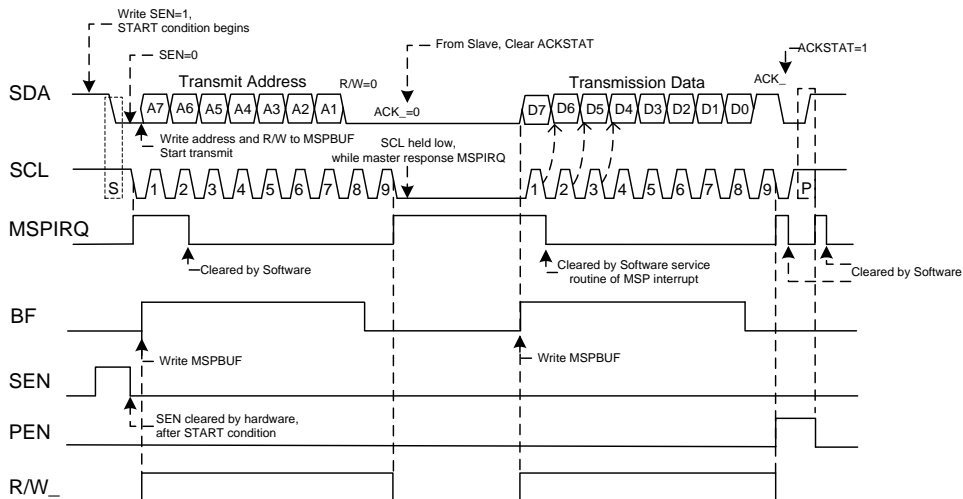 Write SEN=1,
START condition begins
SEN=0
Transmit Address
R/W=0
From Slave, Clear ACKSTAT
Transmission Data
ACK_
ACKSTAT=1
SDA
A7 A6 A5 A4 A3 A2 A1
ACK_=0
D7 D6 D5 D4 D3 D2 D1 D0
Write address and R/W to MSPBUF
Start transmit
SCL held low,
while master response MSPIRQ
SCL
S 1 2 3 4 5 6 7 8 9 1 2 3 4 5 6 7 8 9 P
MSPIRQ
Cleared by Software
Cleared by Software service
routine of MSP interrupt
Cleared by Software
BF
Write MSPBUF
Write MSPBUF
SEN
SEN cleared by hardware,
after START condition
PEN
R/W_